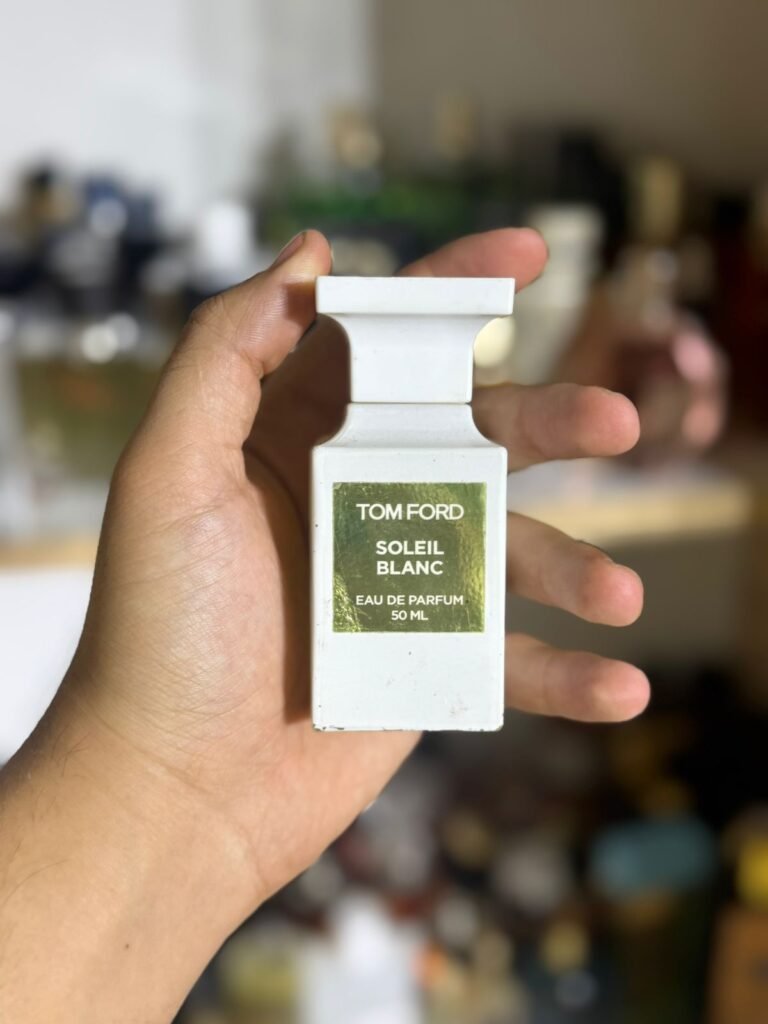 TOM FORD
SOLEIL
BLANC
EAU DE PARFUM
50 ML